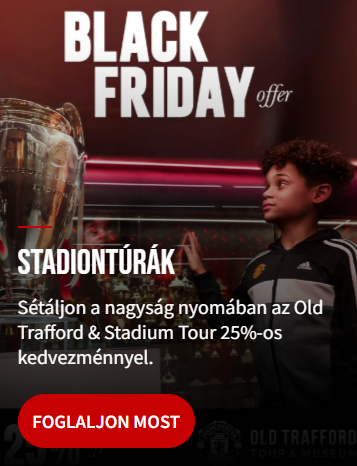 BLACK
FRIDAY offer
STADIONTÚRÁK
Sétáljon a nagyság nyomában az Old
Trafford & Stadium Tour 25%-os
kedvezménnyel.
FOGLALJON MOST
OLD TRAFFORD
TOUR & MUSEUM